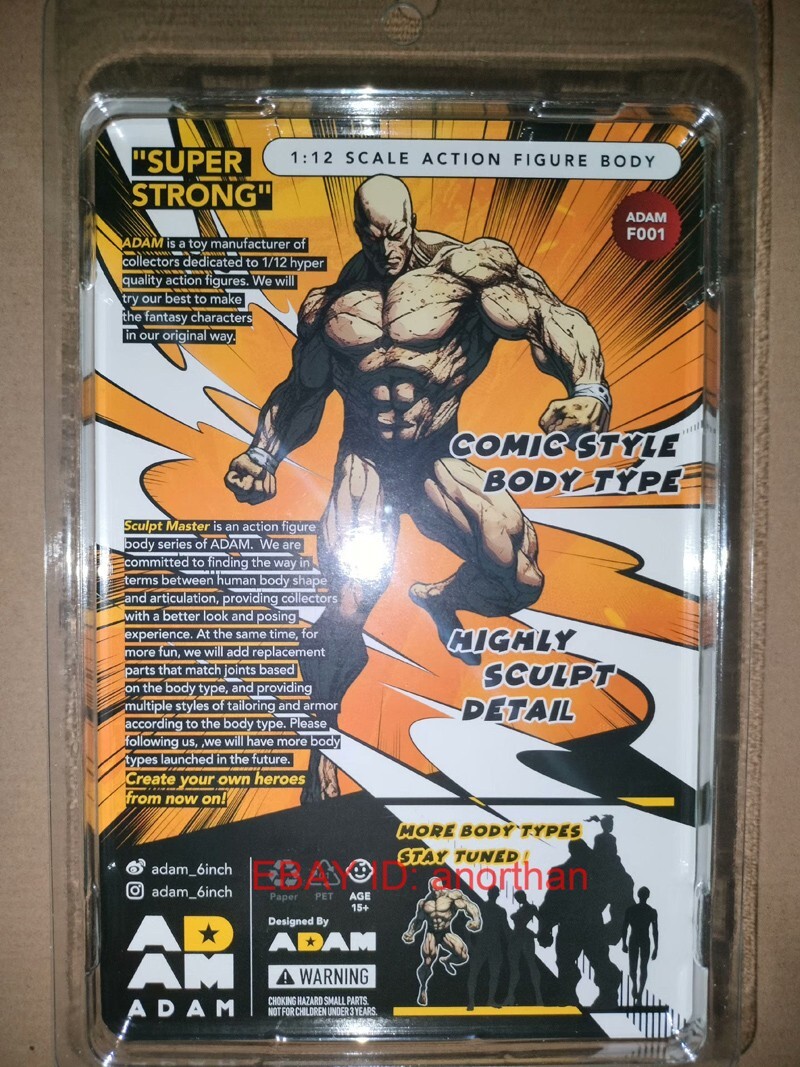 "SUPER
STRONG"
1:12 SCALE ACTION FIGURE BODY
ADAM
F001
ADAM is a toy manufacturer of
collectors dedicated to 1/12 hyper
quality action figures. We will
try our best to make
the fantasy characters
in our original way.
COMIC STYLE
BODY TYPE
Sculpt Master is an action figure
body series of ADAM. We are
committed to finding the way in
terms between human body shape
and articulation, providing collectors
with a better look and posing
experience. At the same time, for
more fun, we will add replacement
parts that match joints based
on the body type, and providing
multiple styles of tailoring and armor
according to the body type. Please
following us, ,we will have more body
types launched in the future.
Create your own heroes
from now on!
HIGHLY
SCULPT
DETAIL
MORE BODY TYPES
STAY TUNED !
adam_6inch
adam_6inch
EBAY ID: anorthan
Paper
PET
AGE
15+
Designed By
ADAM
WARNING
CHOKING HAZARD SMALL PARTS.
NOT FOR CHILDREN UNDER 3 YEARS.
AD
AM
ADAM